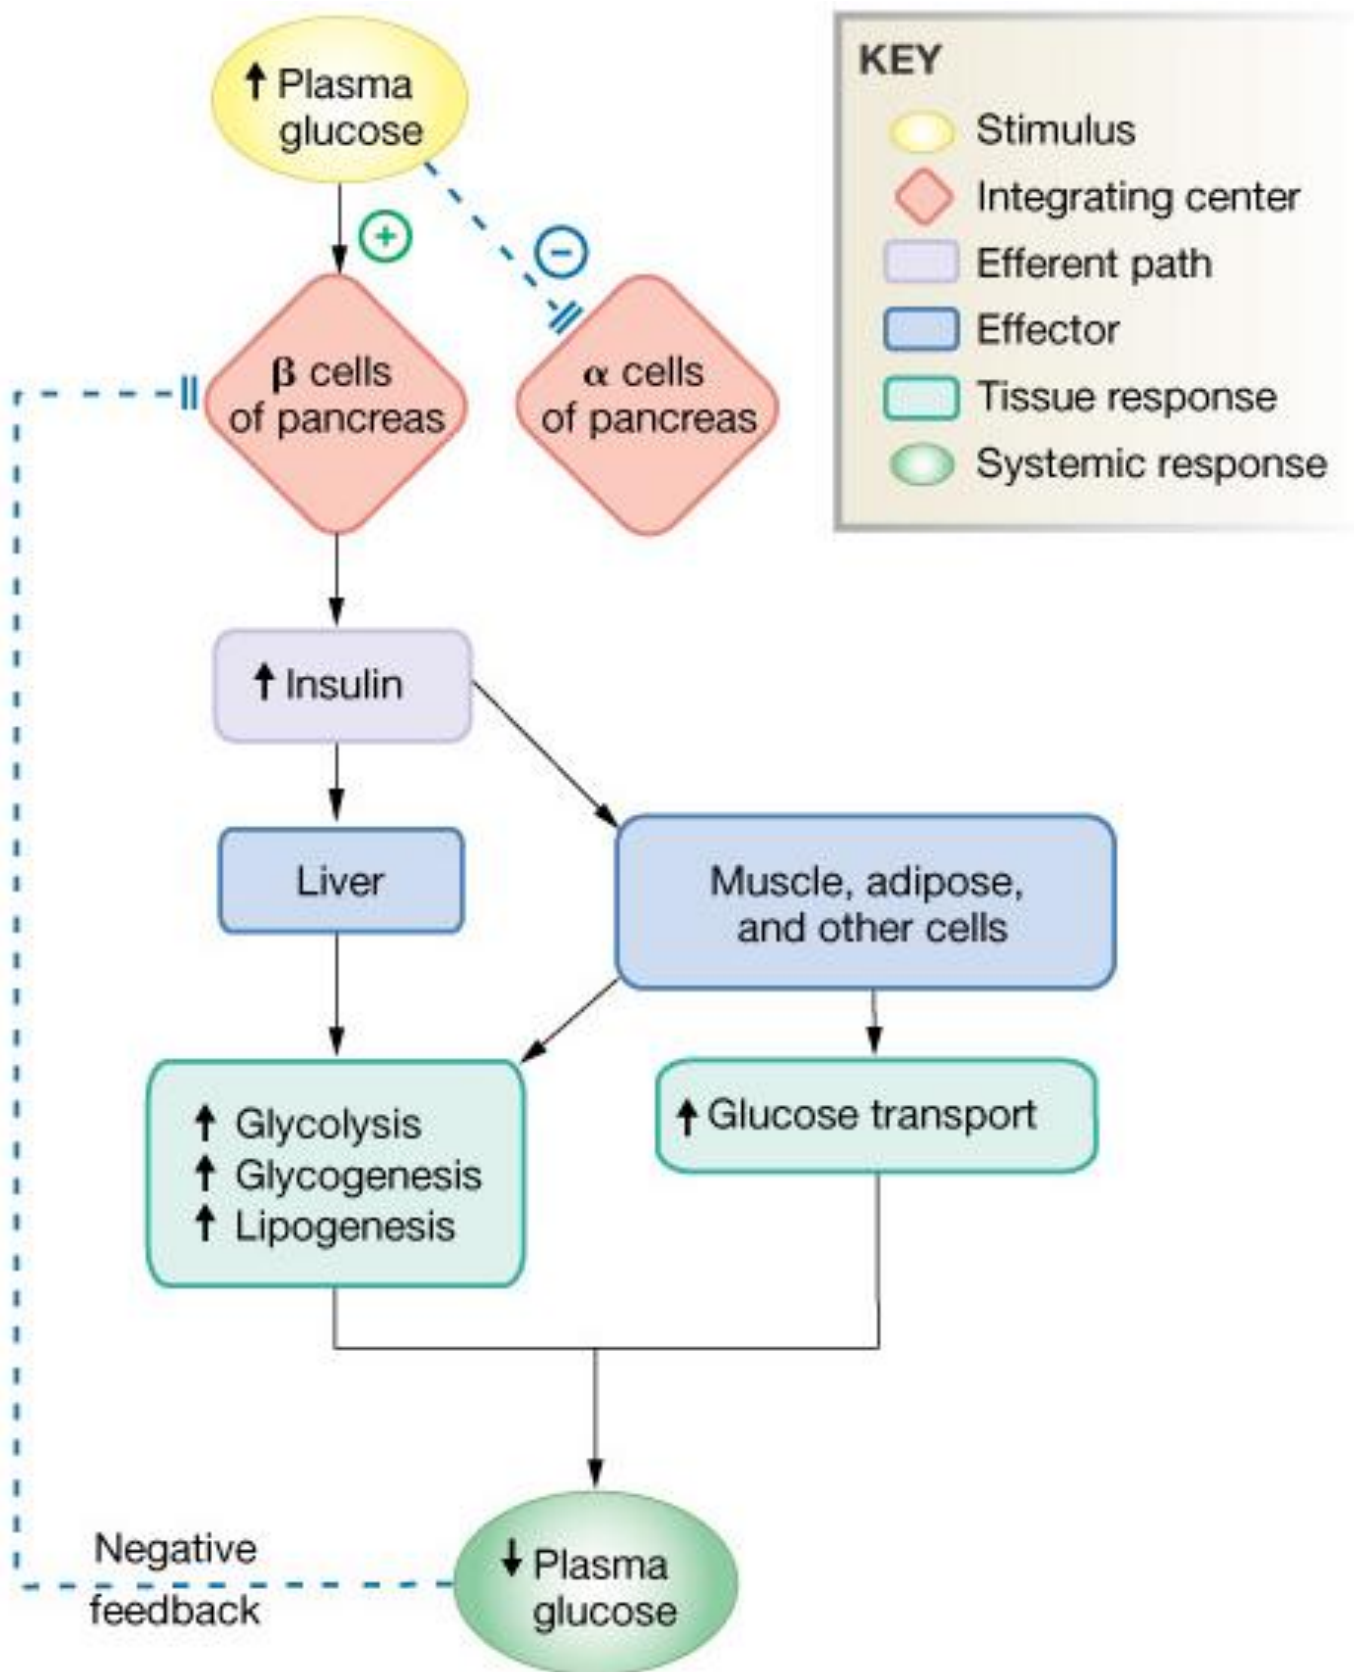 ↑ Plasma
glucose
+
−
β cells
of pancreas
α cells
of pancreas
↑ Insulin
Liver
Muscle, adipose,
and other cells
↑ Glycolysis
↑ Glycogenesis
↑ Lipogenesis
↑ Glucose transport
Negative
feedback
↓ Plasma
glucose
KEY
Stimulus
Integrating center
Efferent path
Effector
Tissue response
Systemic response